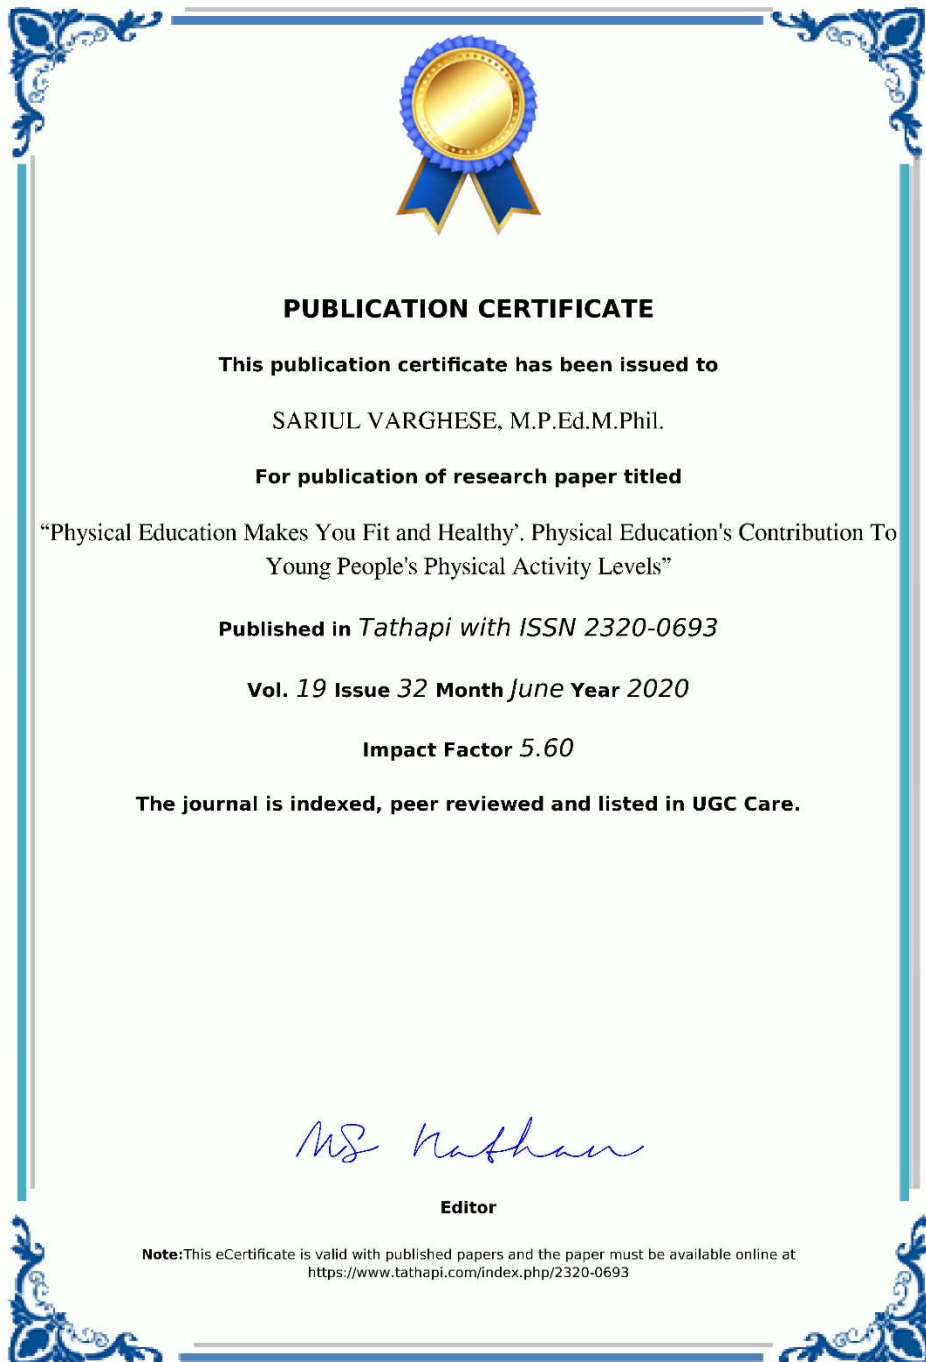 PUBLICATION CERTIFICATE
This publication certificate has been issued to
SARIUL VARGHESE, M.P.Ed.M.Phil.
For publication of research paper titled
“Physical Education Makes You Fit and Healthy’. Physical Education's Contribution To
Young People's Physical Activity Levels”
Published in Tathapi with ISSN 2320-0693
Vol. 19 Issue 32 Month June Year 2020
Impact Factor 5.60
The journal is indexed, peer reviewed and listed in UGC Care.
MS Nathan
Editor
Note:This eCertificate is valid with published papers and the paper must be available online at
https://www.tathapi.com/index.php/2320-0693